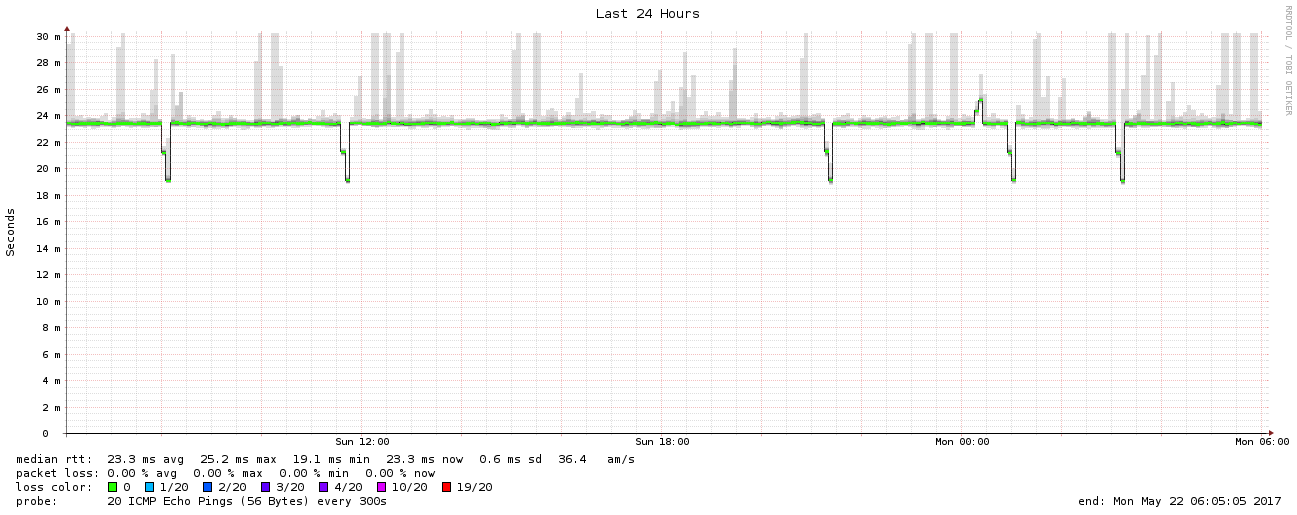 Last 24 Hours
RRDTOOL / TOBI OETIKER
Seconds
30 m
28 m
26 m
24 m
22 m
20 m
18 m
16 m
14 m
12 m
10 m
8 m
6 m
4 m
2 m
0
Sun 12:00 Sun 18:00 Mon 00:00 Mon 06:00
median rtt: 23.3 ms avg 25.2 ms max 19.1 ms min 23.3 ms now 0.6 ms sd 36.4 am/s
packet loss: 0.00 % avg 0.00 % max 0.00 % min 0.00 % now
loss color: 0 1/20 2/20 3/20 4/20 10/20 19/20
probe: 20 ICMP Echo Pings (56 Bytes) every 300s end: Mon May 22 06:05:05 2017